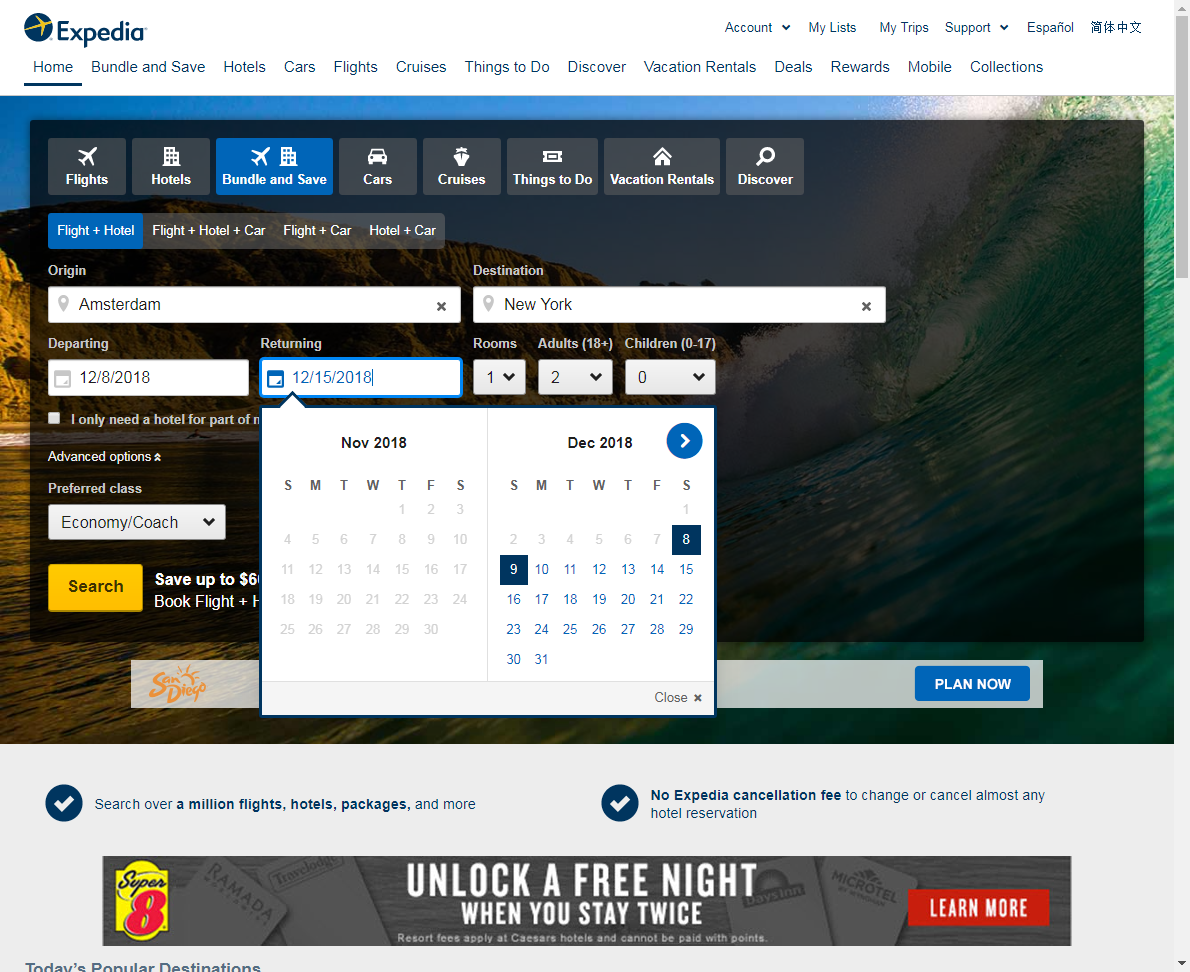 Expedia
Account
My Lists
My Trips
Support
Español
简体中文
Home
Bundle and Save
Hotels
Cars
Flights
Cruises
Things to Do
Discover
Vacation Rentals
Deals
Rewards
Mobile
Collections
Flights
Hotels
Bundle and Save
Cars
Cruises
Things to Do
Vacation Rentals
Discover
Flight + Hotel
Flight + Hotel + Car
Flight + Car
Hotel + Car
Origin
Destination
Amsterdam
New York
Departing
Returning
Rooms
Adults (18+)
Children (0-17)
12/8/2018
12/15/2018
1
2
0
I only need a hotel for part of
Advanced options
Preferred class
Economy/Coach
Search
Save up to
Book Flight +
Nov 2018
S M T W T F S
1 2 3
4 5 6 7 8 9 10
11 12 13 14 15 16 17
18 19 20 21 22 23 24
25 26 27 28 29 30
Dec 2018
S M T W T F S
1
2 3 4 5 6 7 8
9 10 11 12 13 14 15
16 17 18 19 20 21 22
23 24 25 26 27 28 29
30 31
Close
San Diego
PLAN NOW
Search over a million flights, hotels, packages, and more
No Expedia cancellation fee to change or cancel almost any
hotel reservation
Super 8
RAMADA
Travelodge
UNLOCK A FREE NIGHT
WHEN YOU STAY TWICE
Resort fees apply at Caesars hotels and cannot be paid with points.
Days Inn
MICROTEL
LEARN MORE
Today's Popular Destinations